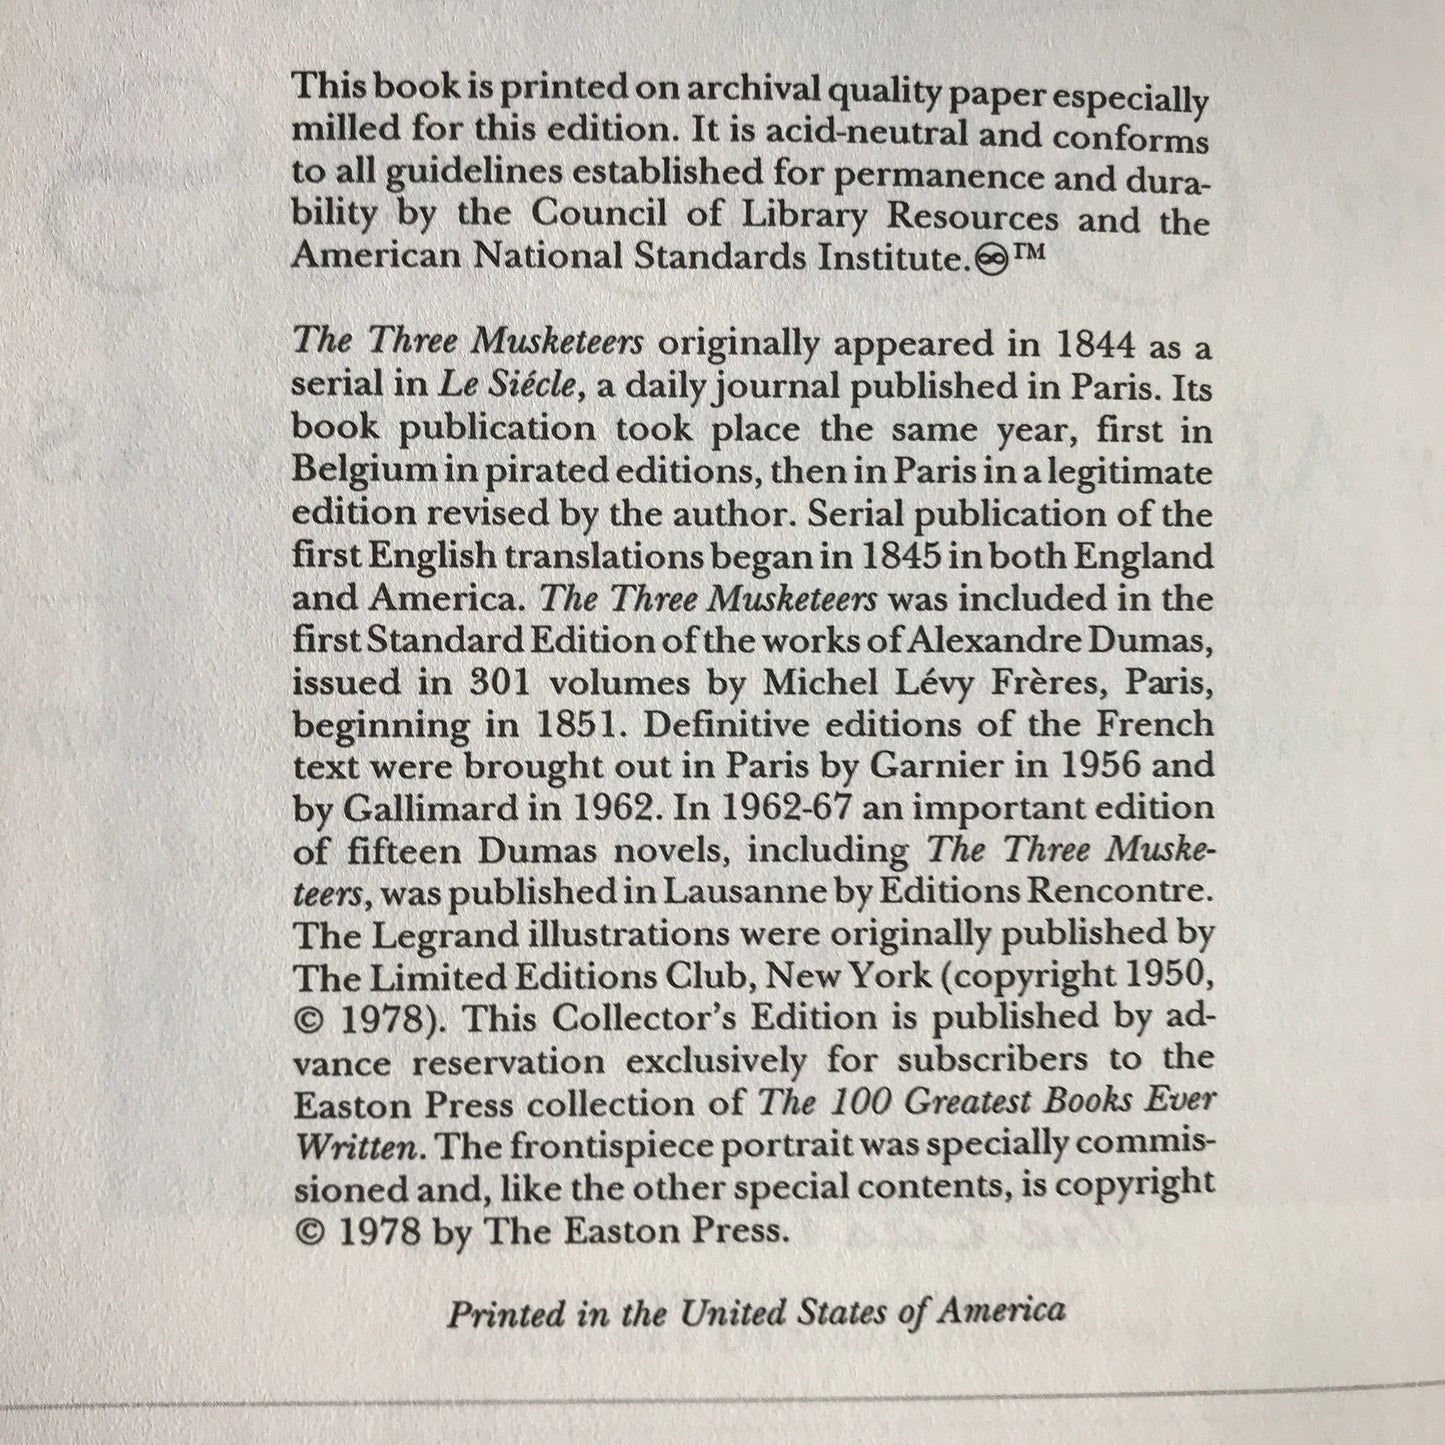 This book is printed on archival quality paper especially
milled for this edition. It is acid-neutral and conforms
to all guidelines established for permanence and dura-
bility by the Council of Library Resources and the
American National Standards Institute.♾™
The Three Musketeers originally appeared in 1844 as a
serial in Le Siécle, a daily journal published in Paris. Its
book publication took place the same year, first in
Belgium in pirated editions, then in Paris in a legitimate
edition revised by the author. Serial publication of the
first English translations began in 1845 in both England
and America. The Three Musketeers was included in the
first Standard Edition of the works of Alexandre Dumas,
issued in 301 volumes by Michel Lévy Frères, Paris,
beginning in 1851. Definitive editions of the French
text were brought out in Paris by Garnier in 1956 and
by Gallimard in 1962. In 1962-67 an important edition
of fifteen Dumas novels, including The Three Muske-
teers, was published in Lausanne by Editions Rencontre.
The Legrand illustrations were originally published by
The Limited Editions Club, New York (copyright 1950,
© 1978). This Collector's Edition is published by ad-
vance reservation exclusively for subscribers to the
Easton Press collection of The 100 Greatest Books Ever
Written. The frontispiece portrait was specially commis-
sioned and, like the other special contents, is copyright
© 1978 by The Easton Press.
Printed in the United States of America